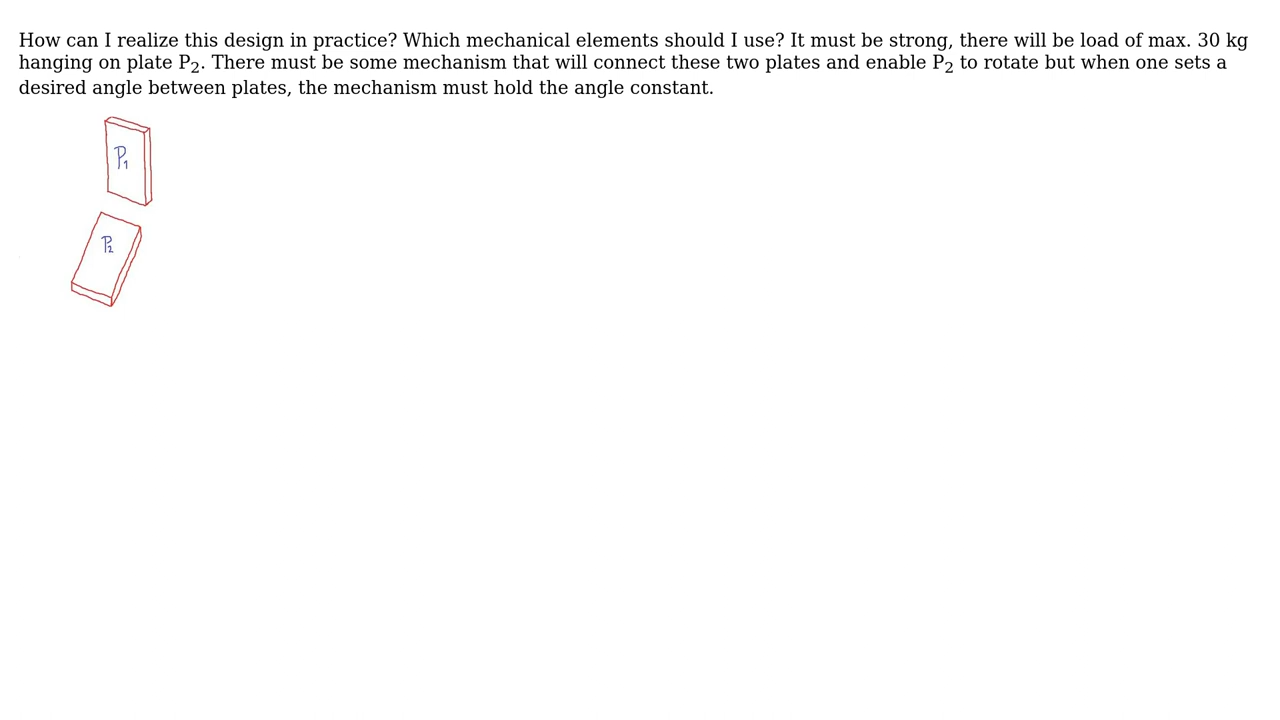 How can I realize this design in practice? Which mechanical elements should I use? It must be strong, there will be load of max. 30 kg
hanging on plate P₂. There must be some mechanism that will connect these two plates and enable P₂ to rotate but when one sets a
desired angle between plates, the mechanism must hold the angle constant.
P₁
P₂